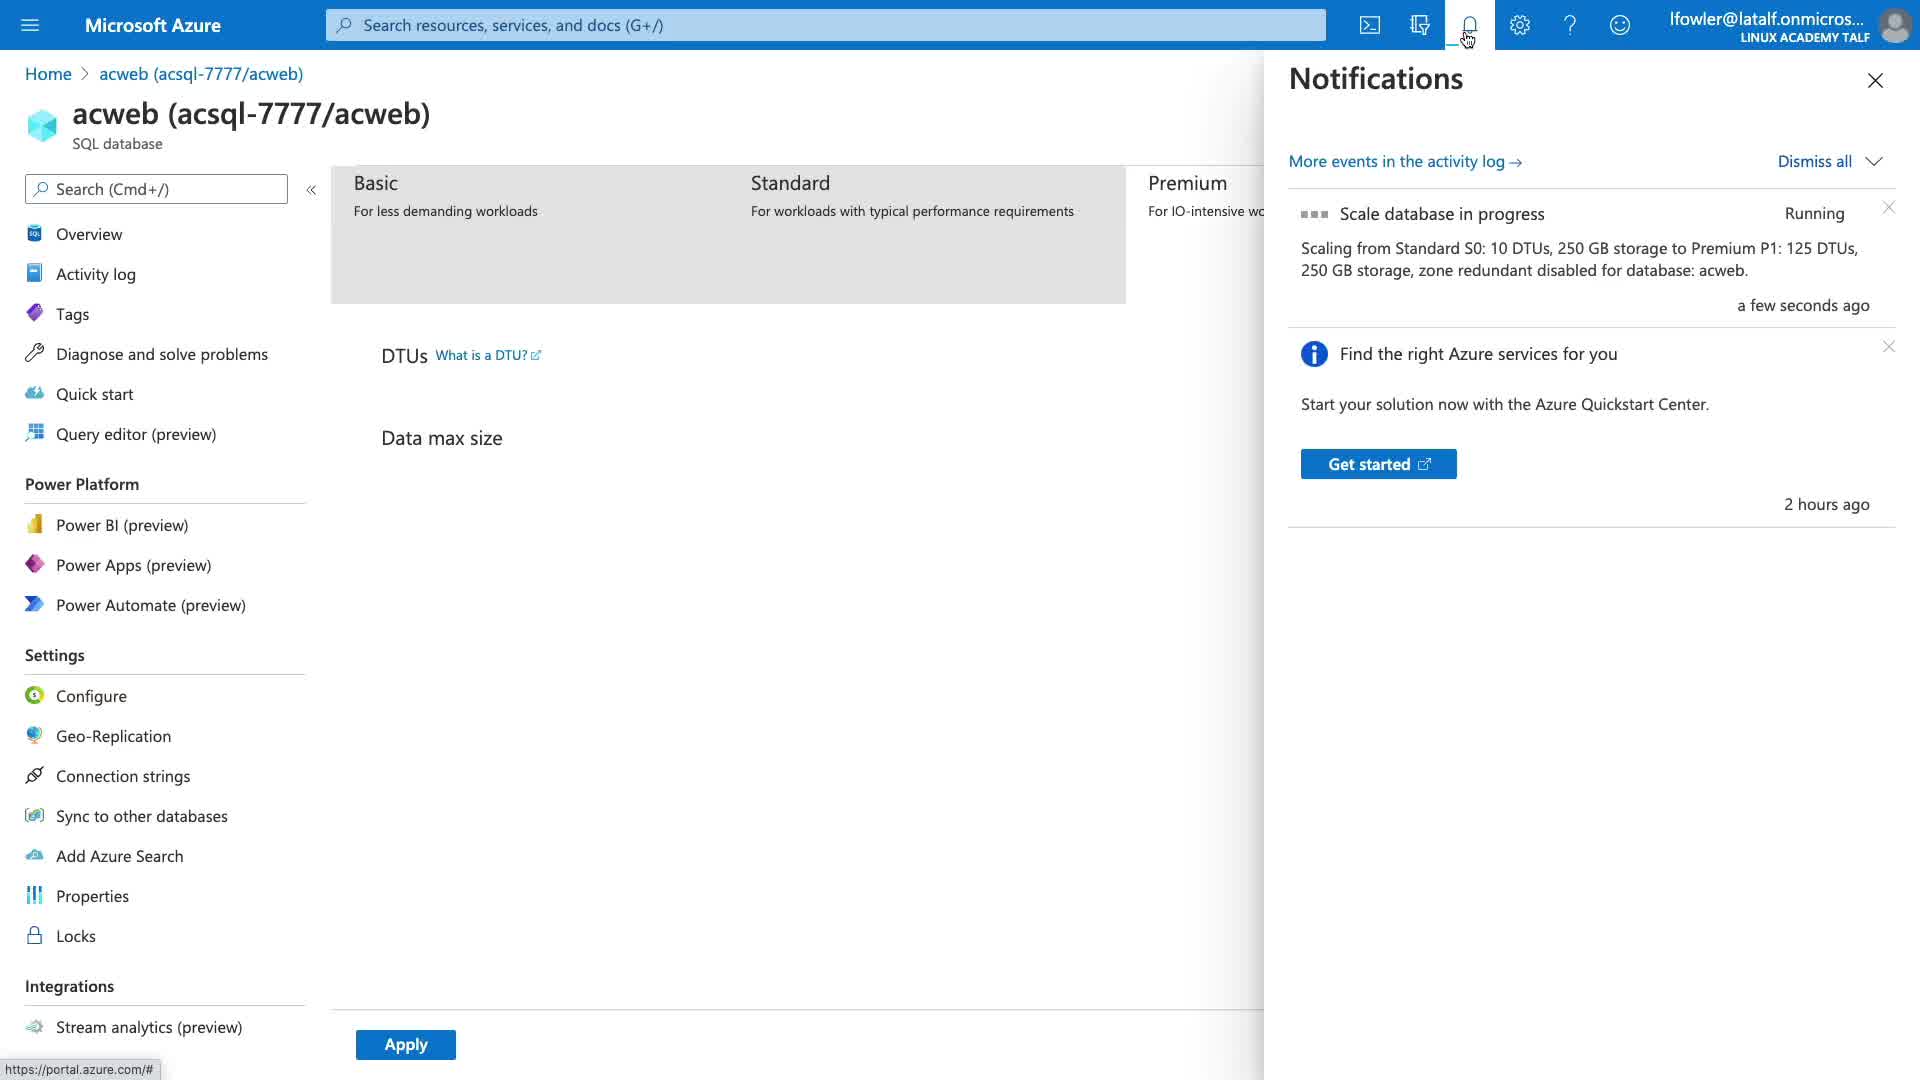 Microsoft Azure
Search resources, services, and docs (G+/)
lfowler@latalf.onmicros...
LINUX ACADEMY TALF
Home > acweb (acsql-7777/acweb)
acweb (acsql-7777/acweb)
SQL database
Search (Cmd+/)
«
Overview
Activity log
Tags
Diagnose and solve problems
Quick start
Query editor (preview)
Power Platform
Power BI (preview)
Power Apps (preview)
Power Automate (preview)
Settings
Configure
Geo-Replication
Connection strings
Sync to other databases
Add Azure Search
Properties
Locks
Integrations
Stream analytics (preview)
https://portal.azure.com/#
Basic
For less demanding workloads
Standard
For workloads with typical performance requirements
Premium
For IO-intensive wo
DTUs What is a DTU?
Data max size
Apply
Notifications
More events in the activity log →
Dismiss all
Scale database in progress
Running
Scaling from Standard S0: 10 DTUs, 250 GB storage to Premium P1: 125 DTUs,
250 GB storage, zone redundant disabled for database: acweb.
a few seconds ago
Find the right Azure services for you
Start your solution now with the Azure Quickstart Center.
Get started
2 hours ago